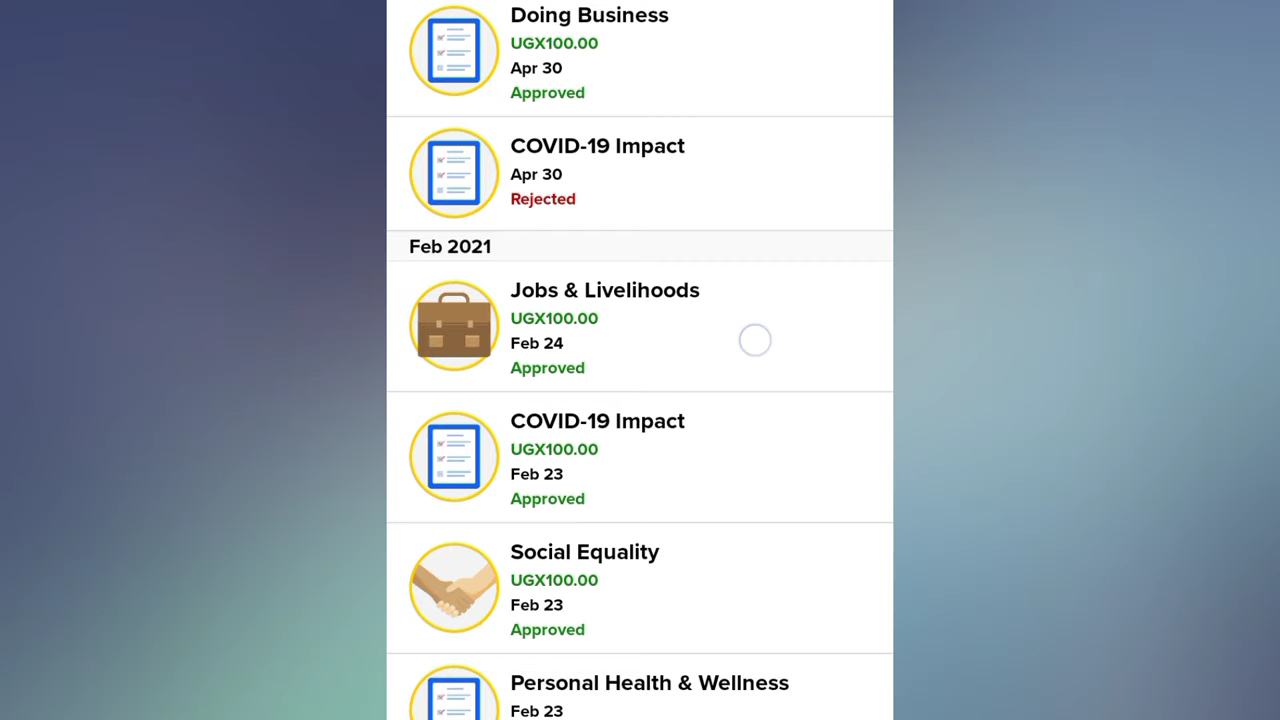 Doing Business
UGX100.00
Apr 30
Approved
COVID-19 Impact
Apr 30
Rejected
Feb 2021
Jobs & Livelihoods
UGX100.00
Feb 24
Approved
COVID-19 Impact
UGX100.00
Feb 23
Approved
Social Equality
UGX100.00
Feb 23
Approved
Personal Health & Wellness
Feb 23